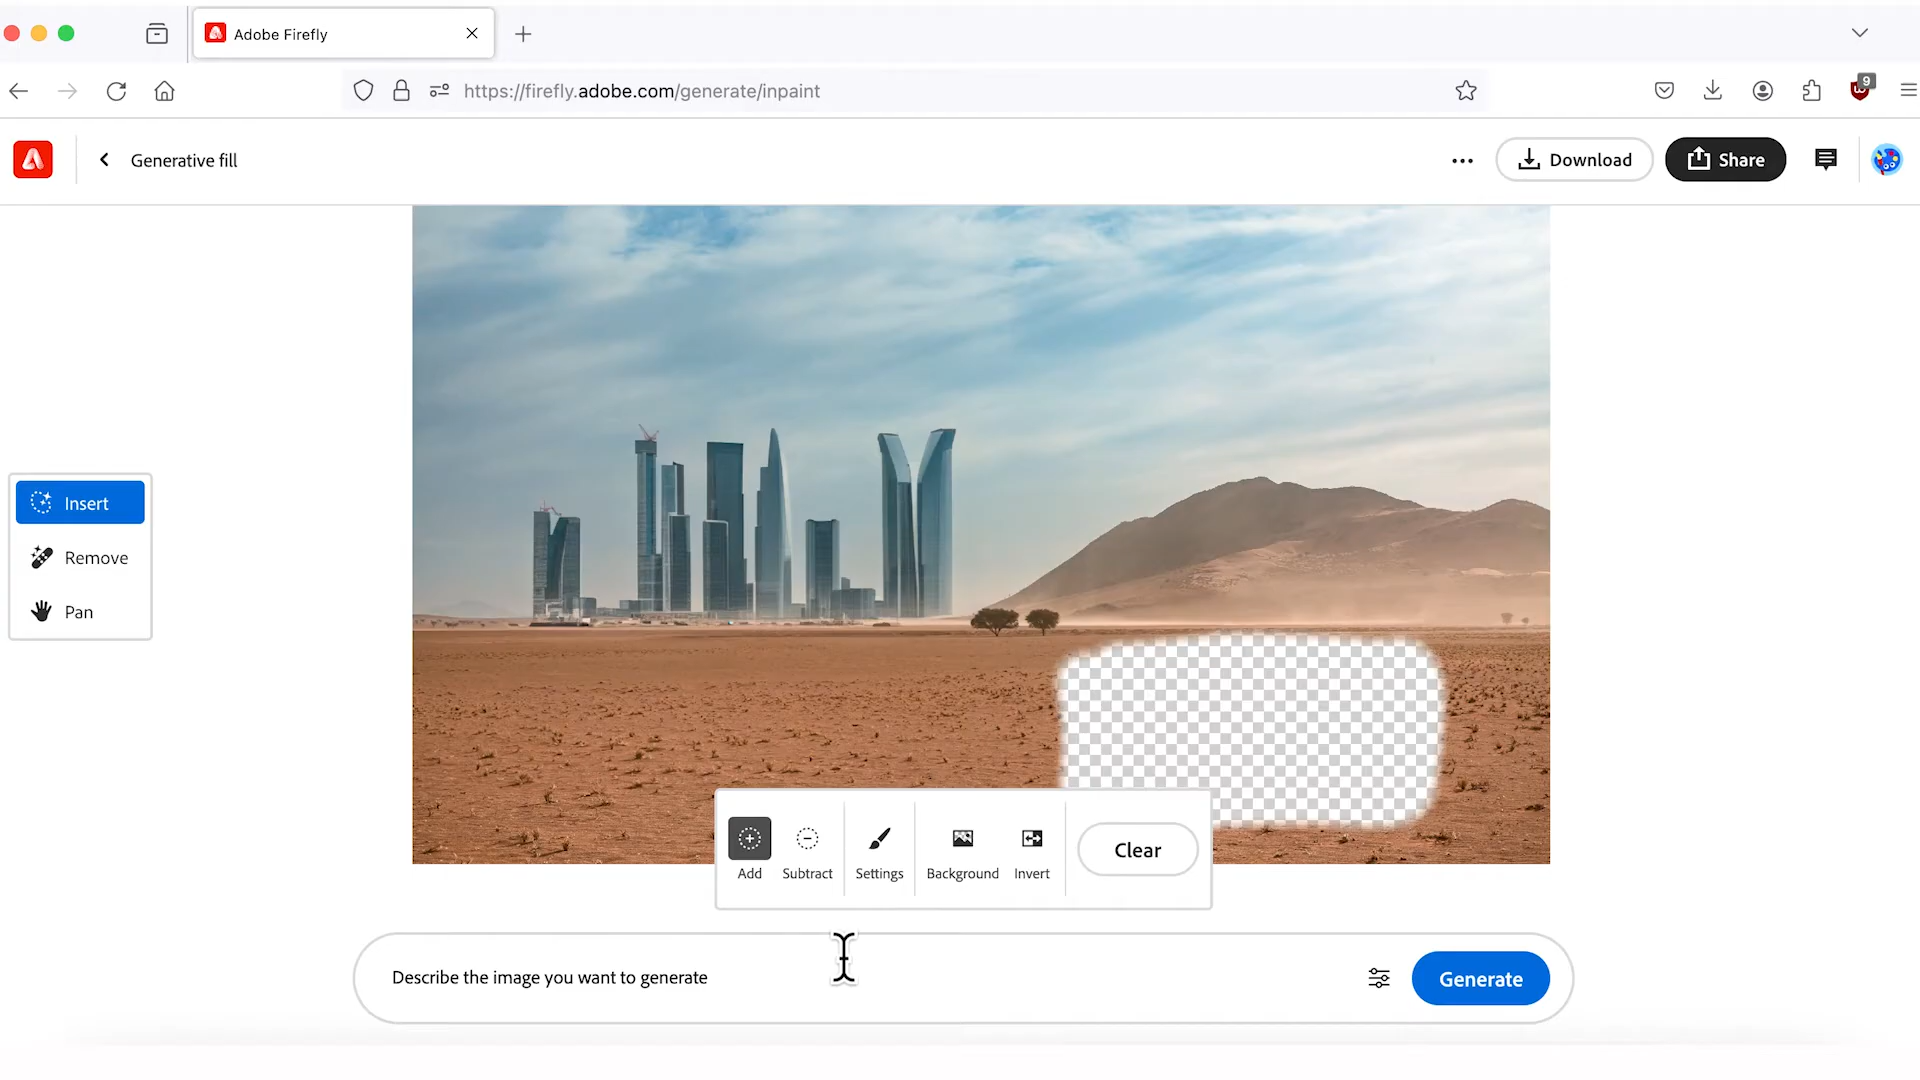 Adobe Firefly
https://firefly.adobe.com/generate/inpaint
9
Generative fill
Download
Share
Insert
Remove
Pan
Add
Subtract
Settings
Background
Invert
Clear
Describe the image you want to generate
Generate